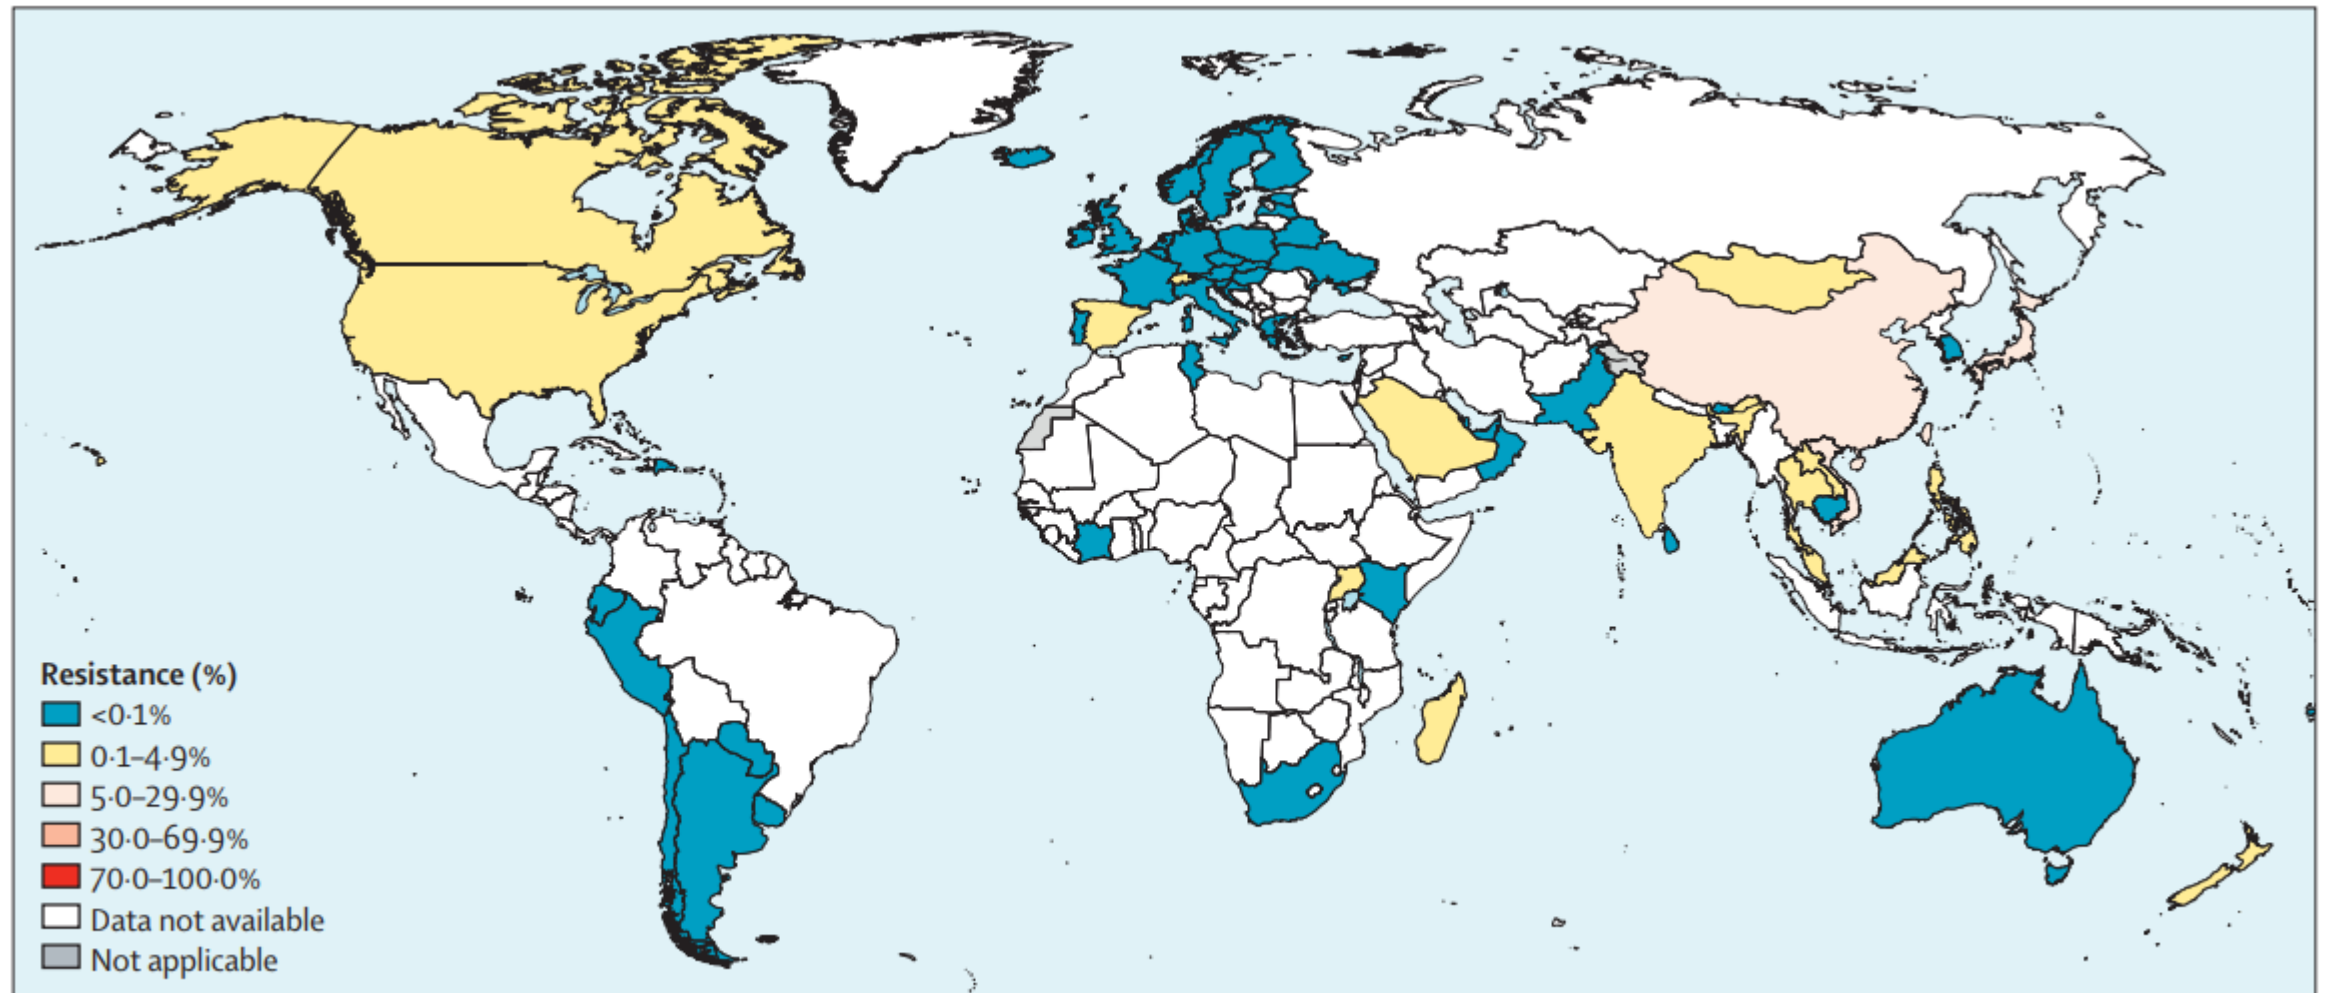 Resistance (%)
<0·1%
0·1–4·9%
5·0–29·9%
30·0–69·9%
70·0–100·0%
Data not available
Not applicable